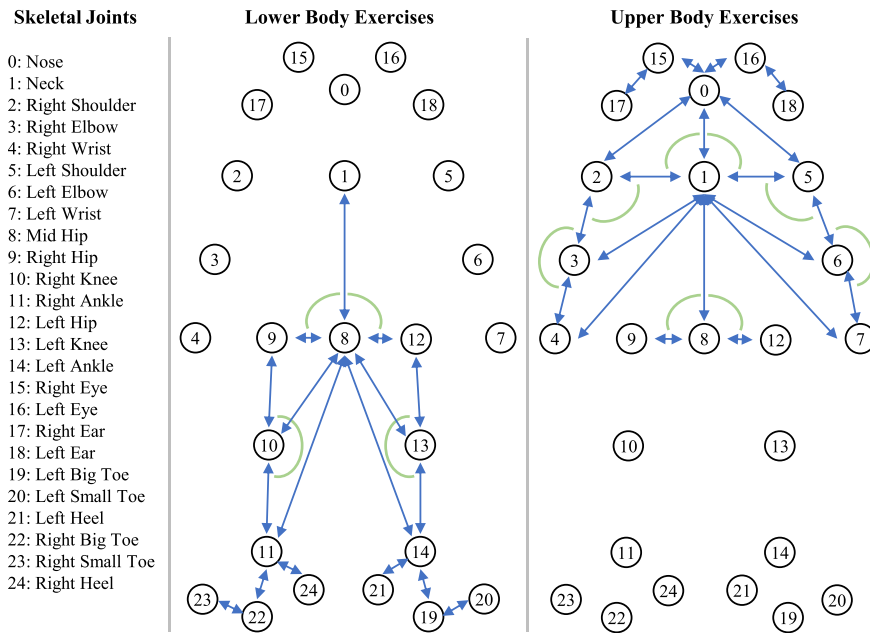 Skeletal Joints
0: Nose
1: Neck
2: Right Shoulder
3: Right Elbow
4: Right Wrist
5: Left Shoulder
6: Left Elbow
7: Left Wrist
8: Mid Hip
9: Right Hip
10: Right Knee
11: Right Ankle
12: Left Hip
13: Left Knee
14: Left Ankle
15: Right Eye
16: Left Eye
17: Right Ear
18: Left Ear
19: Left Big Toe
20: Left Small Toe
21: Left Heel
22: Right Big Toe
23: Right Small Toe
24: Right Heel
Lower Body Exercises
15 16
0
17 18
2 1 5
3 6
4 9 8 12 7
10 13
11 14
23 24 21 20
22 19
Upper Body Exercises
15 16
0
17 18
2 1 5
3 6
4 9 8 12 7
10 13
11 14
23 24 21 20
22 19